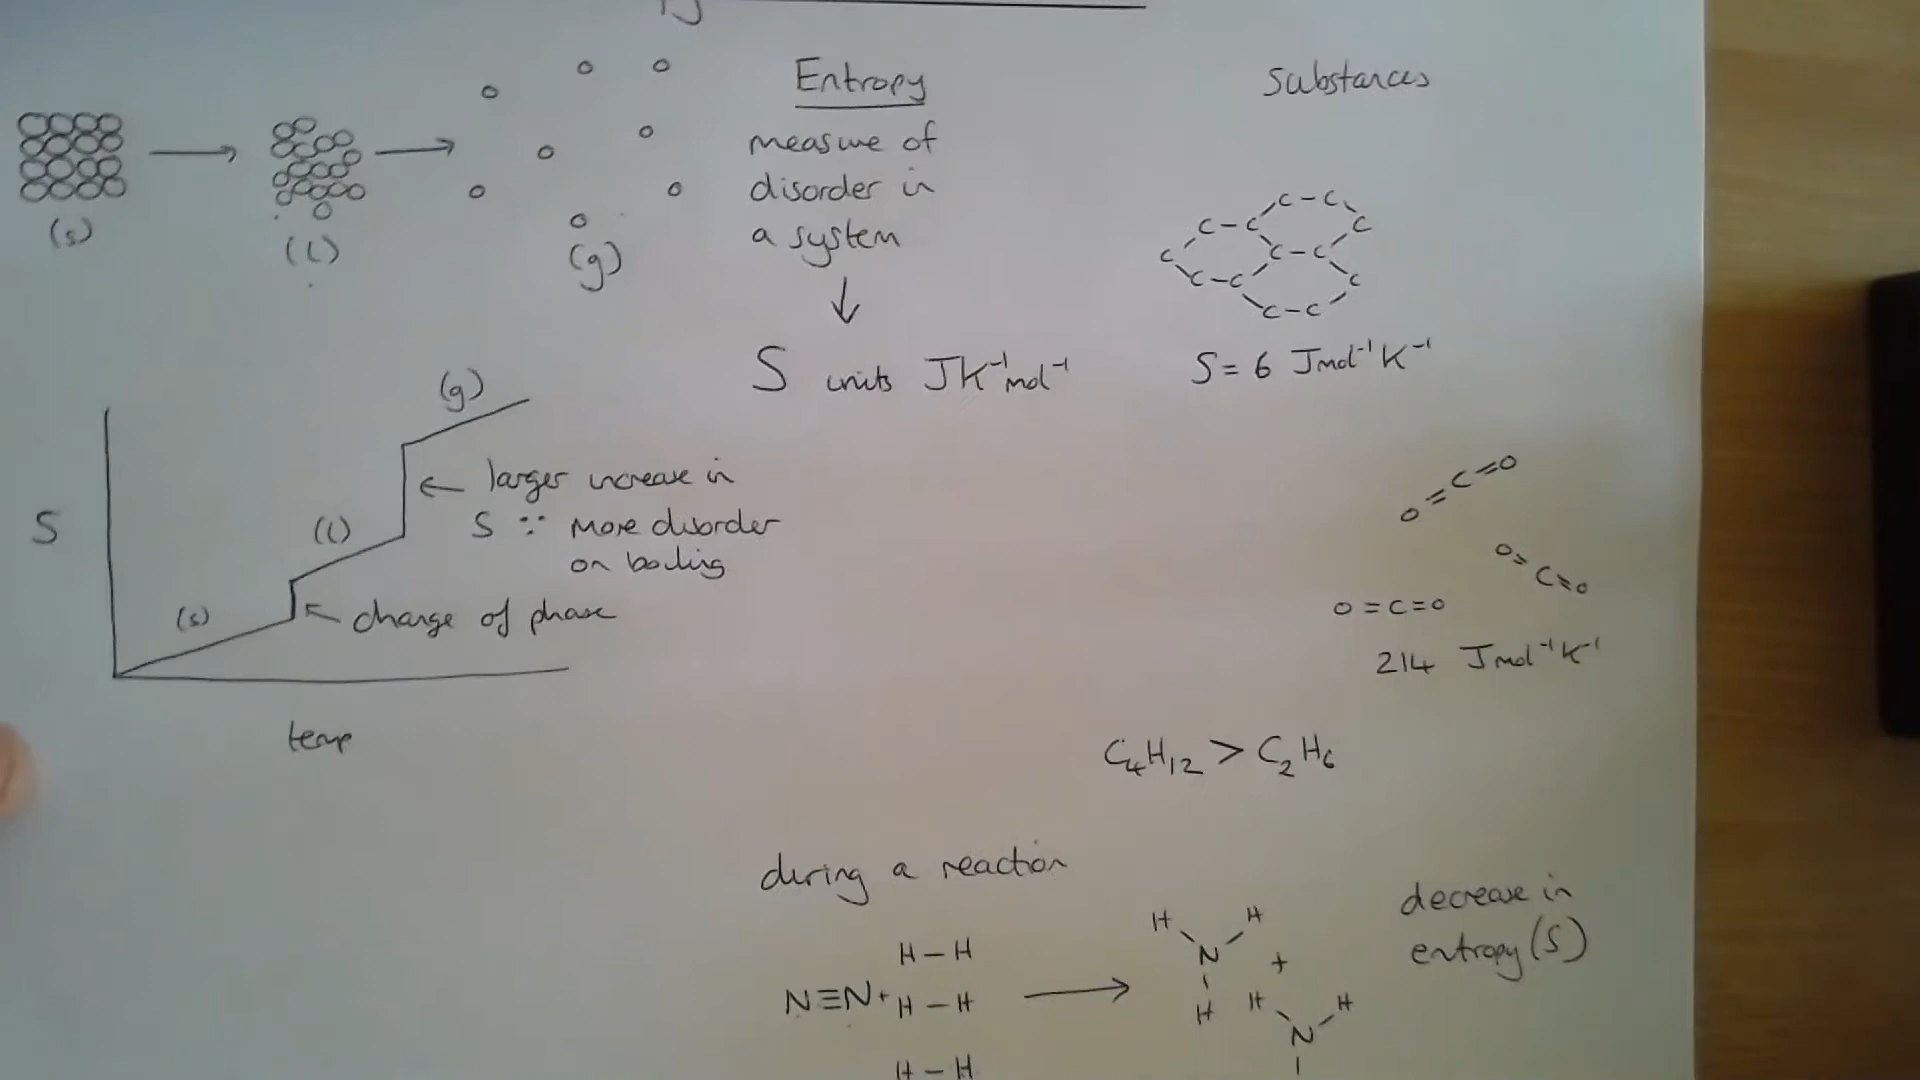 Entropy
measure of
disorder in
a system
↓
S units JK⁻¹mol⁻¹
(s)
(l)
(g)
S
(s)
(l)
(g)
← larger increase in
S ∵ more disorder
on boiling
← change of phase
temp
Substances
C-C
C-C C
C C-C
C-C C
C-C
S = 6 Jmol⁻¹K⁻¹
O=C=O
O=C=O
O=C=O
214 Jmol⁻¹K⁻¹
C₄H₁₂ > C₂H₆
during a reaction
H-H
N≡N + H-H
H-H
H H
N
H
+
H H
N
decrease in
entropy (S)